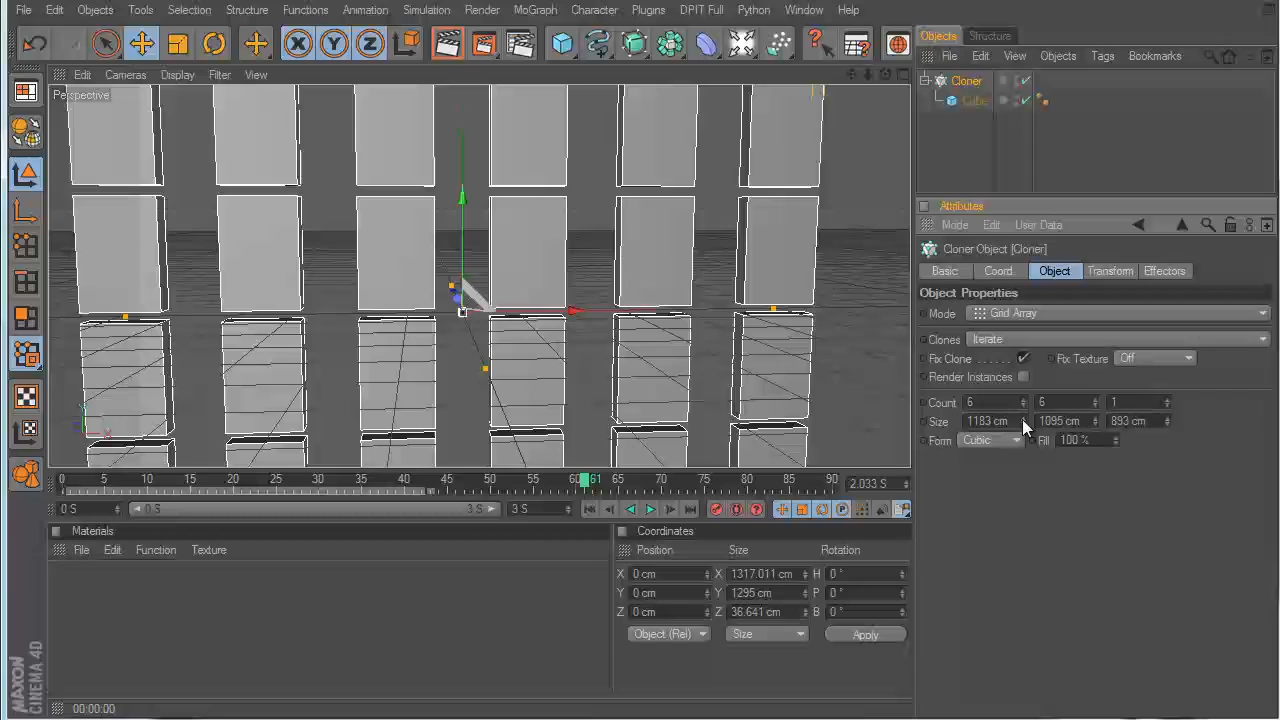 File Edit Objects Tools Selection Structure Functions Animation Simulation Render MoGraph Character Plugins DPIT Full Python Window Help
Objects Structure
File Edit View Objects Tags Bookmarks
Edit Cameras Display Filter View
Perspective
Cloner
Cube
Attributes
Mode Edit User Data
Cloner Object [Cloner]
Basic Coord. Object Transform Effectors
Object Properties
Mode Grid Array
Clones Iterate
Fix Clone . . . . . . Fix Texture Off
Render Instances
Count 6 6 1
Size 1183 cm 1095 cm 893 cm
Form Cubic Fill 100 %
Y
X
0 5 10 15 20 25 30 35 40 45 50 55 60 61 65 70 75 80 85 90 2.033 S
0 S 0 S 3 S 3 S
Materials
File Edit Function Texture
Coordinates
Position Size Rotation
X 0 cm X 1317.011 cm H 0 °
Y 0 cm Y 1295 cm P 0 °
Z 0 cm Z 36.641 cm B 0 °
Object (Rel) Size Apply
MAXON
CINEMA 4D
00:00:00